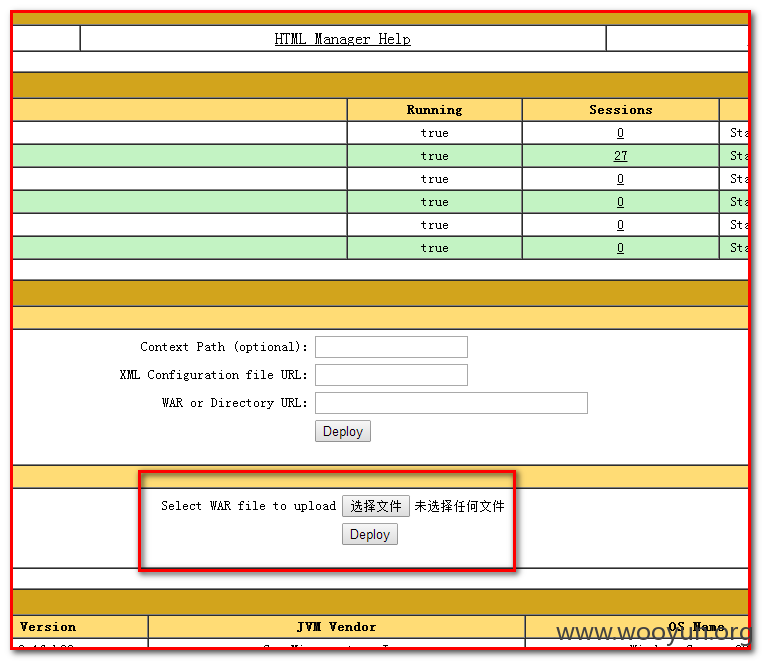 HTML Manager Help
Running Sessions
true 0 Sta
true 27 Sta
true 0 Sta
true 0 Sta
true 0 Sta
true 0 Sta
Context Path (optional):
XML Configuration file URL:
WAR or Directory URL:
Deploy
Select WAR file to upload 选择文件 未选择任何文件
Deploy
Version JVM Vendor OS Name
www.wooyun.org